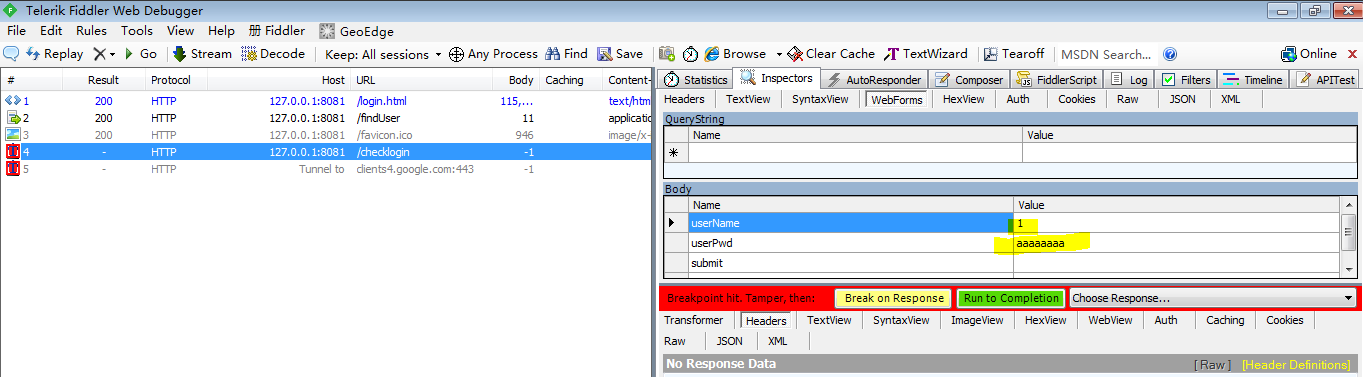 Telerik Fiddler Web Debugger
File Edit Rules Tools View Help Fiddler GeoEdge
Replay Go Stream Decode Keep: All sessions Any Process Find Save Browse Clear Cache TextWizard Tearoff MSDN Search... Online
# Result Protocol Host URL Body Caching Content-
1 200 HTTP 127.0.0.1:8081 /login.html 115,... text/htm
2 200 HTTP 127.0.0.1:8081 /findUser 11 applicatio
3 200 HTTP 127.0.0.1:8081 /favicon.ico 946 image/x-
4 - HTTP 127.0.0.1:8081 /checklogin -1
5 - HTTP Tunnel to clients4.google.com:443 -1
Statistics Inspectors AutoResponder Composer FiddlerScript Log Filters Timeline APITest
Headers TextView SyntaxView WebForms HexView Auth Cookies Raw JSON XML
QueryString
Name Value
Body
Name Value
userName 1
userPwd aaaaaaaa
submit
Breakpoint hit. Tamper, then: Break on Response Run to Completion Choose Response...
Transformer Headers TextView SyntaxView ImageView HexView WebView Auth Caching Cookies
Raw JSON XML
No Response Data [ Raw ] [Header Definitions]